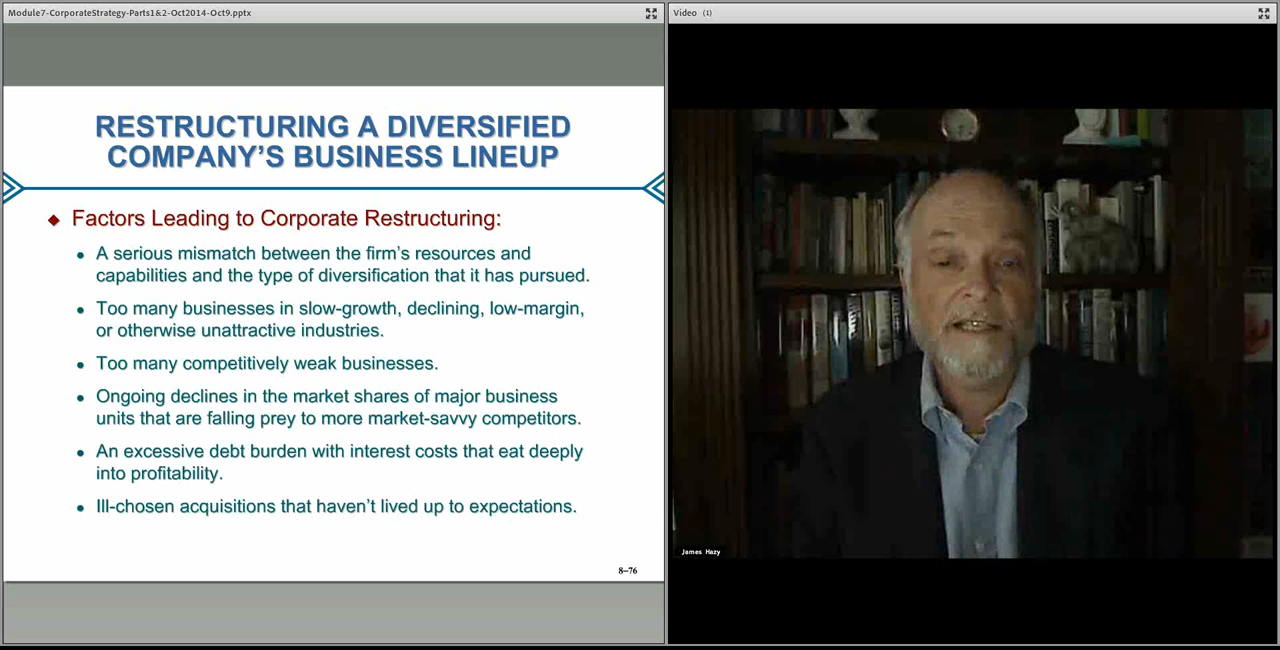 Module7-CorporateStrategy-Parts1&2-Oct2014-Oct9.pptx
Video (1)
RESTRUCTURING A DIVERSIFIED
COMPANY'S BUSINESS LINEUP
Factors Leading to Corporate Restructuring:
A serious mismatch between the firm's resources and
capabilities and the type of diversification that it has pursued.
Too many businesses in slow-growth, declining, low-margin,
or otherwise unattractive industries.
Too many competitively weak businesses.
Ongoing declines in the market shares of major business
units that are falling prey to more market-savvy competitors.
An excessive debt burden with interest costs that eat deeply
into profitability.
Ill-chosen acquisitions that haven't lived up to expectations.
8–76
James Hazy